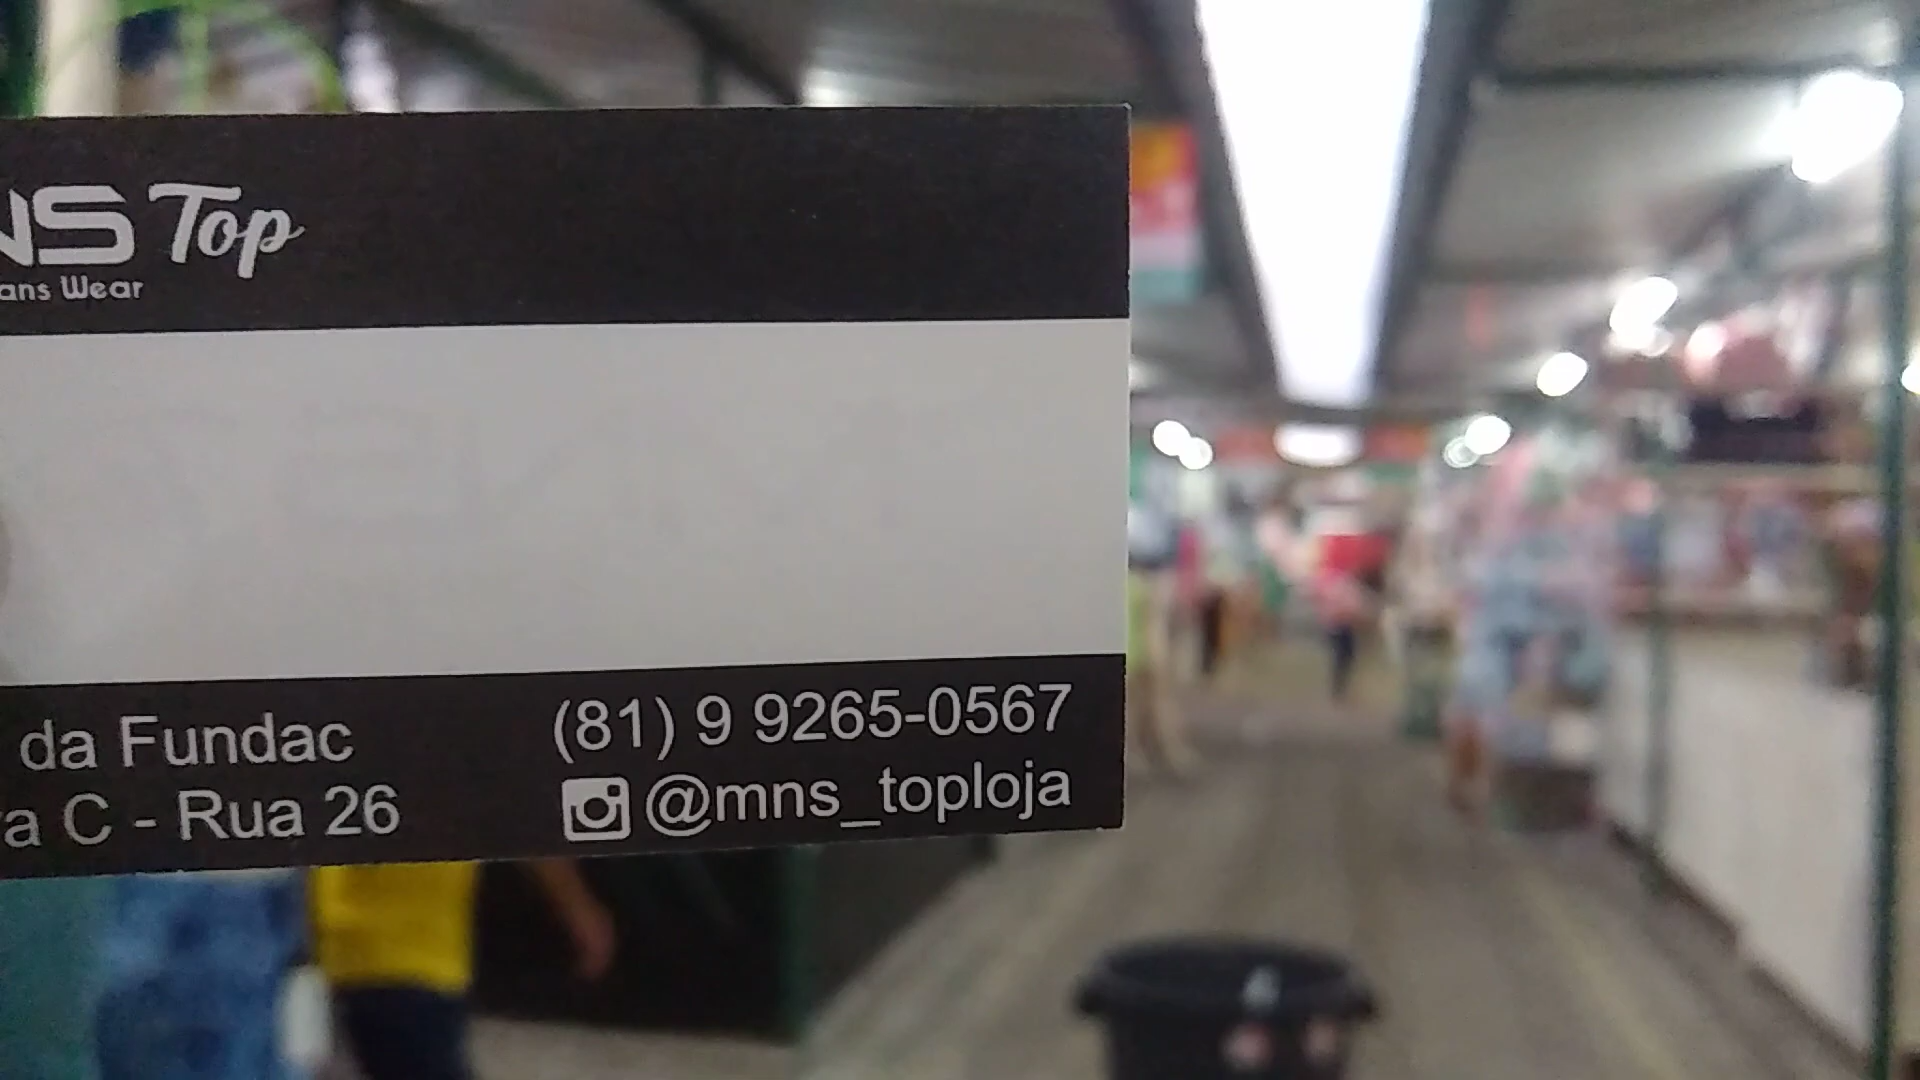 NS Top
ans Wear
da Fundac
a C - Rua 26
(81) 9 9265-0567
@mns_toploja